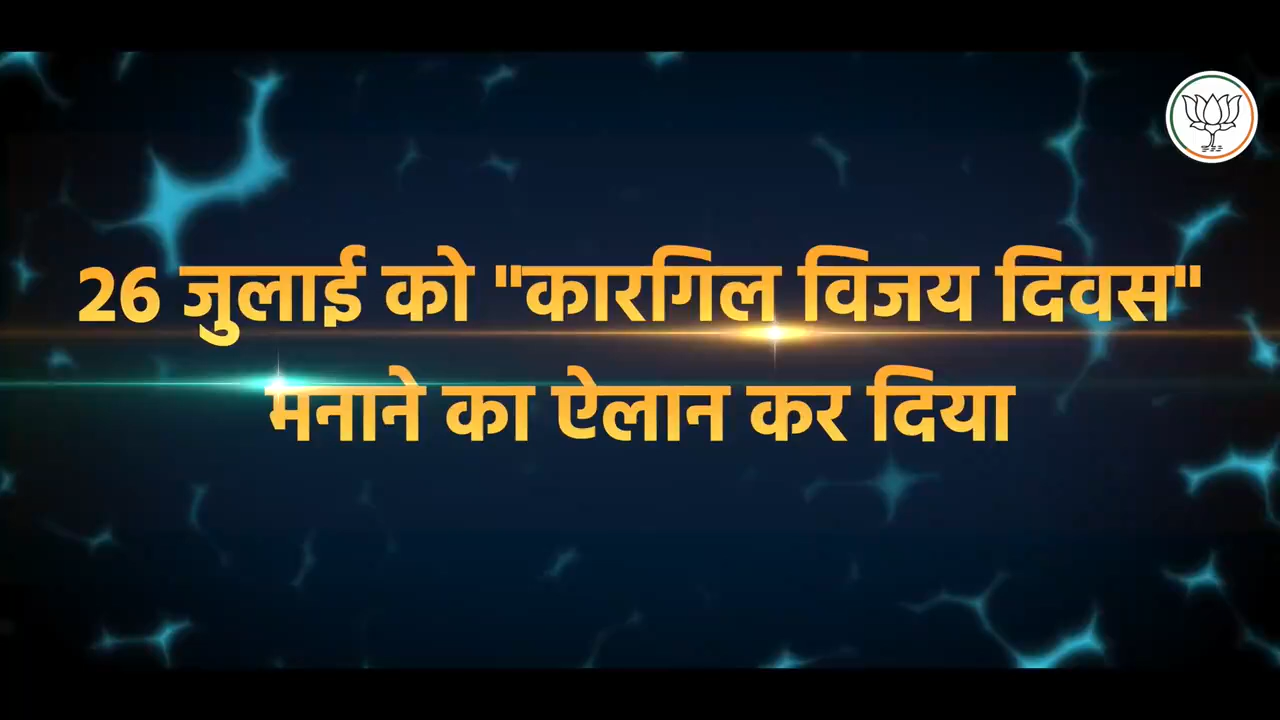 26 जुलाई को "कारगिल विजय दिवस"
मनाने का ऐलान कर दिया